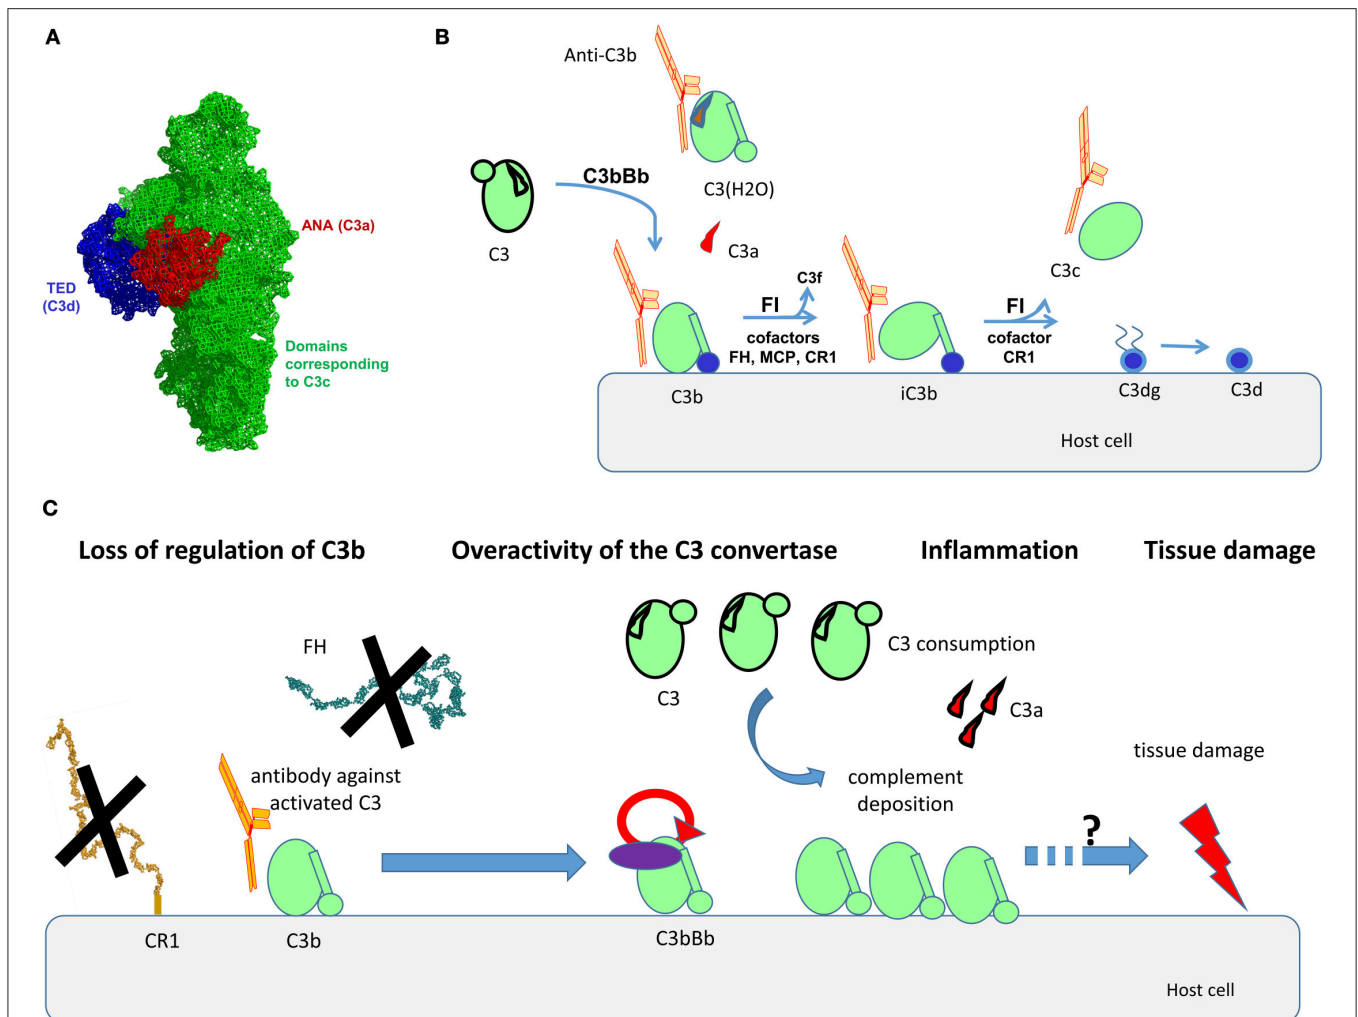 A
ANA (C3a)
TED
(C3d)
Domains
corresponding
to C3c
B
Anti-C3b
C3bBb
C3(H2O)
C3
C3a
C3c
C3f
FI
cofactors
FH, MCP, CR1
FI
cofactor
CR1
C3b
iC3b
C3dg
C3d
Host cell
C
Loss of regulation of C3b
Overactivity of the C3 convertase
Inflammation
Tissue damage
FH
C3 consumption
C3
C3a
antibody against
activated C3
complement
deposition
tissue damage
?
CR1
C3b
C3bBb
Host cell